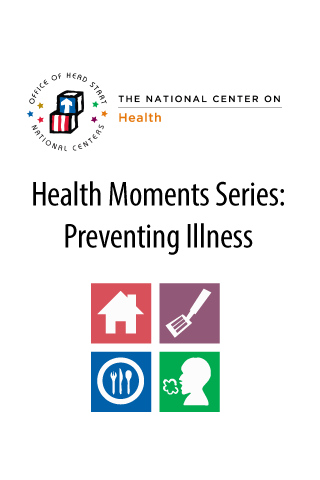 OFFICE OF HEAD START
NATIONAL CENTERS
THE NATIONAL CENTER ON
Health
Health Moments Series:
Preventing Illness